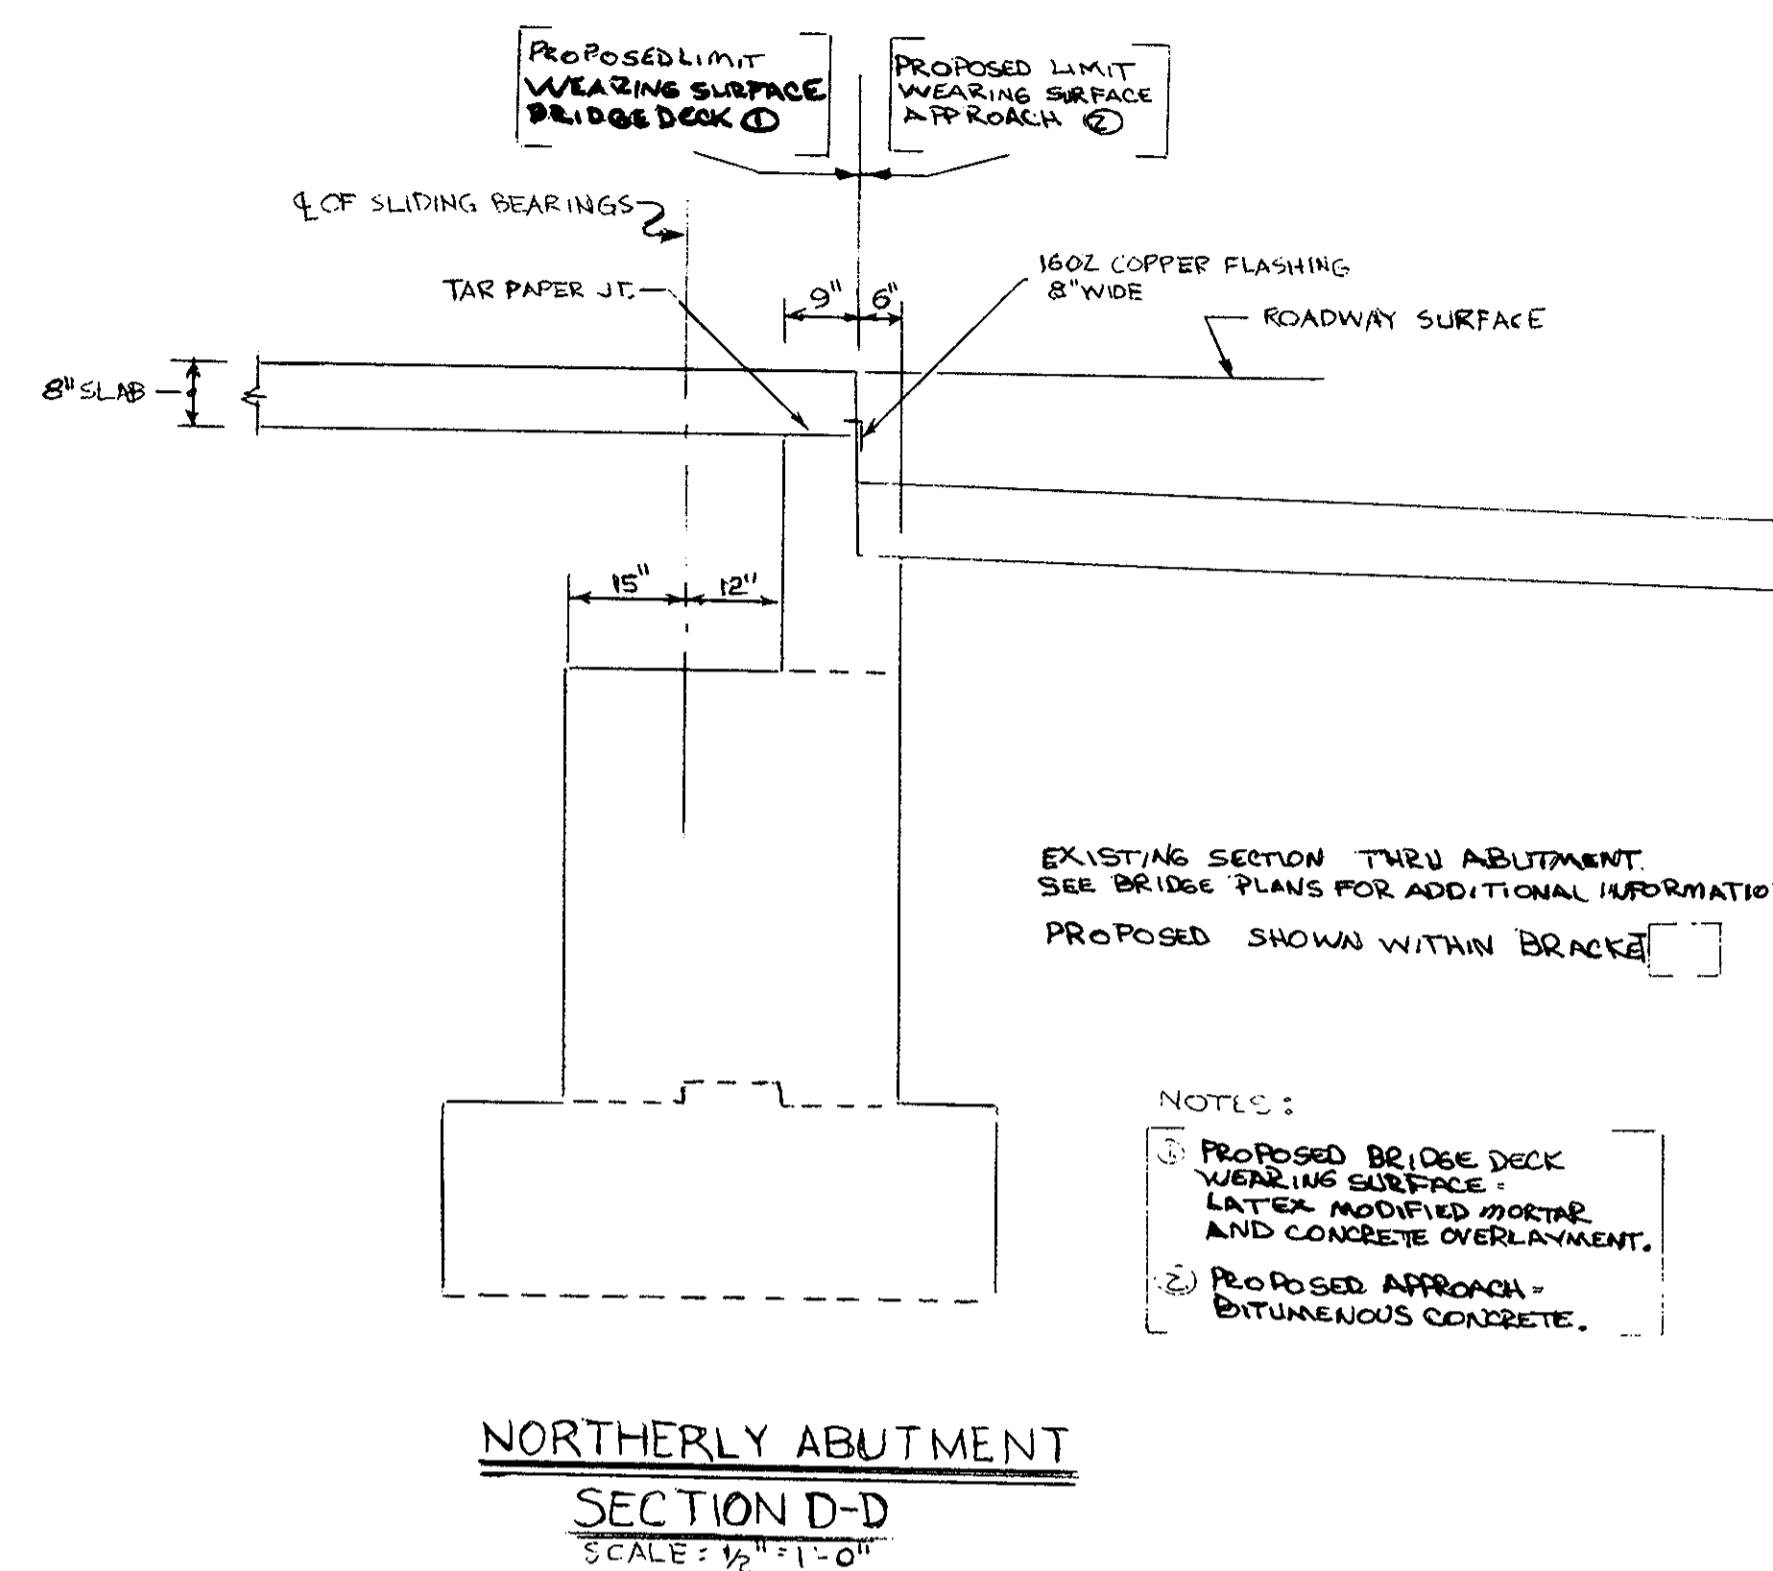 PROPOSED LIMIT
WEARING SURFACE
BRIDGE DECK ①
PROPOSED LIMIT
WEARING SURFACE
APPROACH ②
℄ OF SLIDING BEARINGS
TAR PAPER JT.
9"
6"
16OZ COPPER FLASHING
8" WIDE
ROADWAY SURFACE
8" SLAB
15"
12"
EXISTING SECTION THRU ABUTMENT.
SEE BRIDGE PLANS FOR ADDITIONAL INFORMATIO
PROPOSED SHOWN WITHIN BRACKET
NOTES:
① PROPOSED BRIDGE DECK
WEARING SURFACE =
LATEX MODIFIED MORTAR
AND CONCRETE OVERLAYMENT.
② PROPOSED APPROACH =
BITUMENOUS CONCRETE.
NORTHERLY ABUTMENT
SECTION D-D
SCALE: 1/2" = 1'-0"